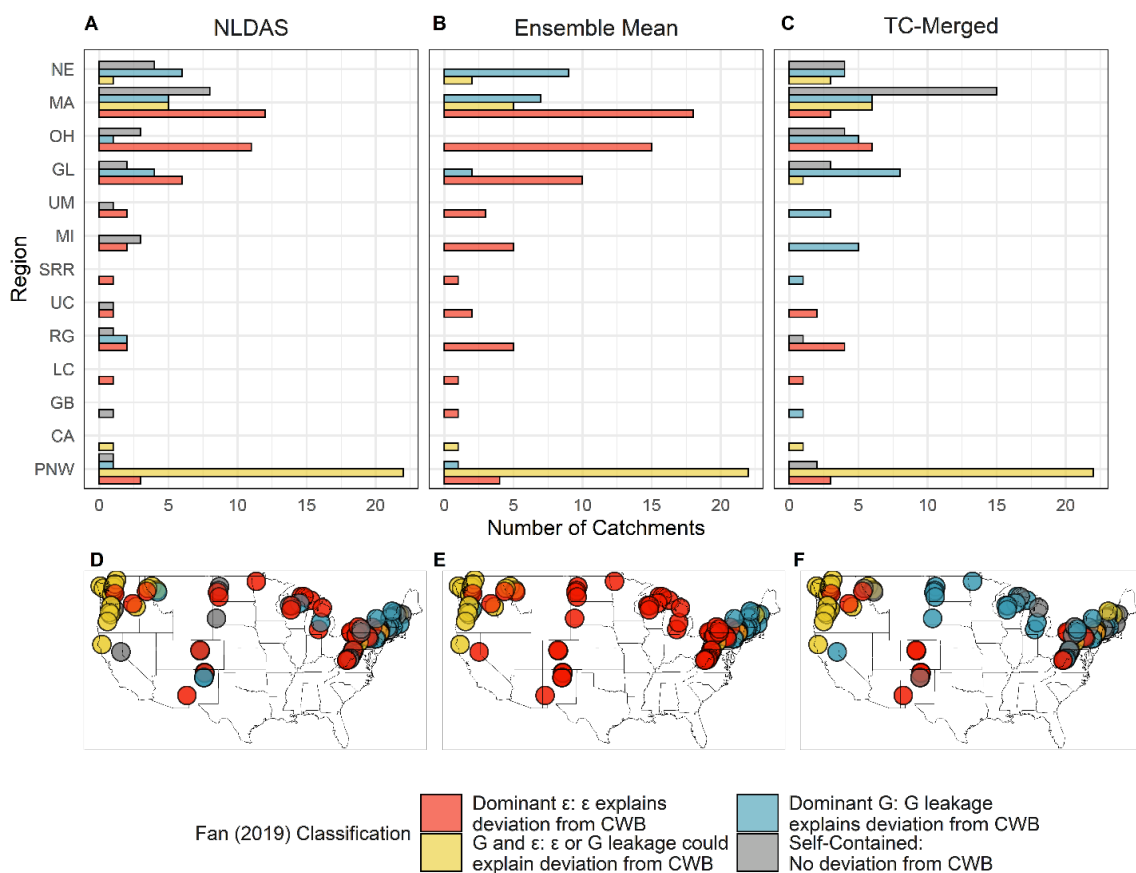 A NLDAS
B Ensemble Mean
C TC-Merged
Region
NE
MA
OH
GL
UM
MI
SRR
UC
RG
LC
GB
CA
PNW
0 5 10 15 20
0 5 10 15 20
0 5 10 15 20
Number of Catchments
D
E
F
Fan (2019) Classification
Dominant ε: ε explains
deviation from CWB
G and ε: ε or G leakage could
explain deviation from CWB
Dominant G: G leakage
explains deviation from CWB
Self-Contained:
No deviation from CWB